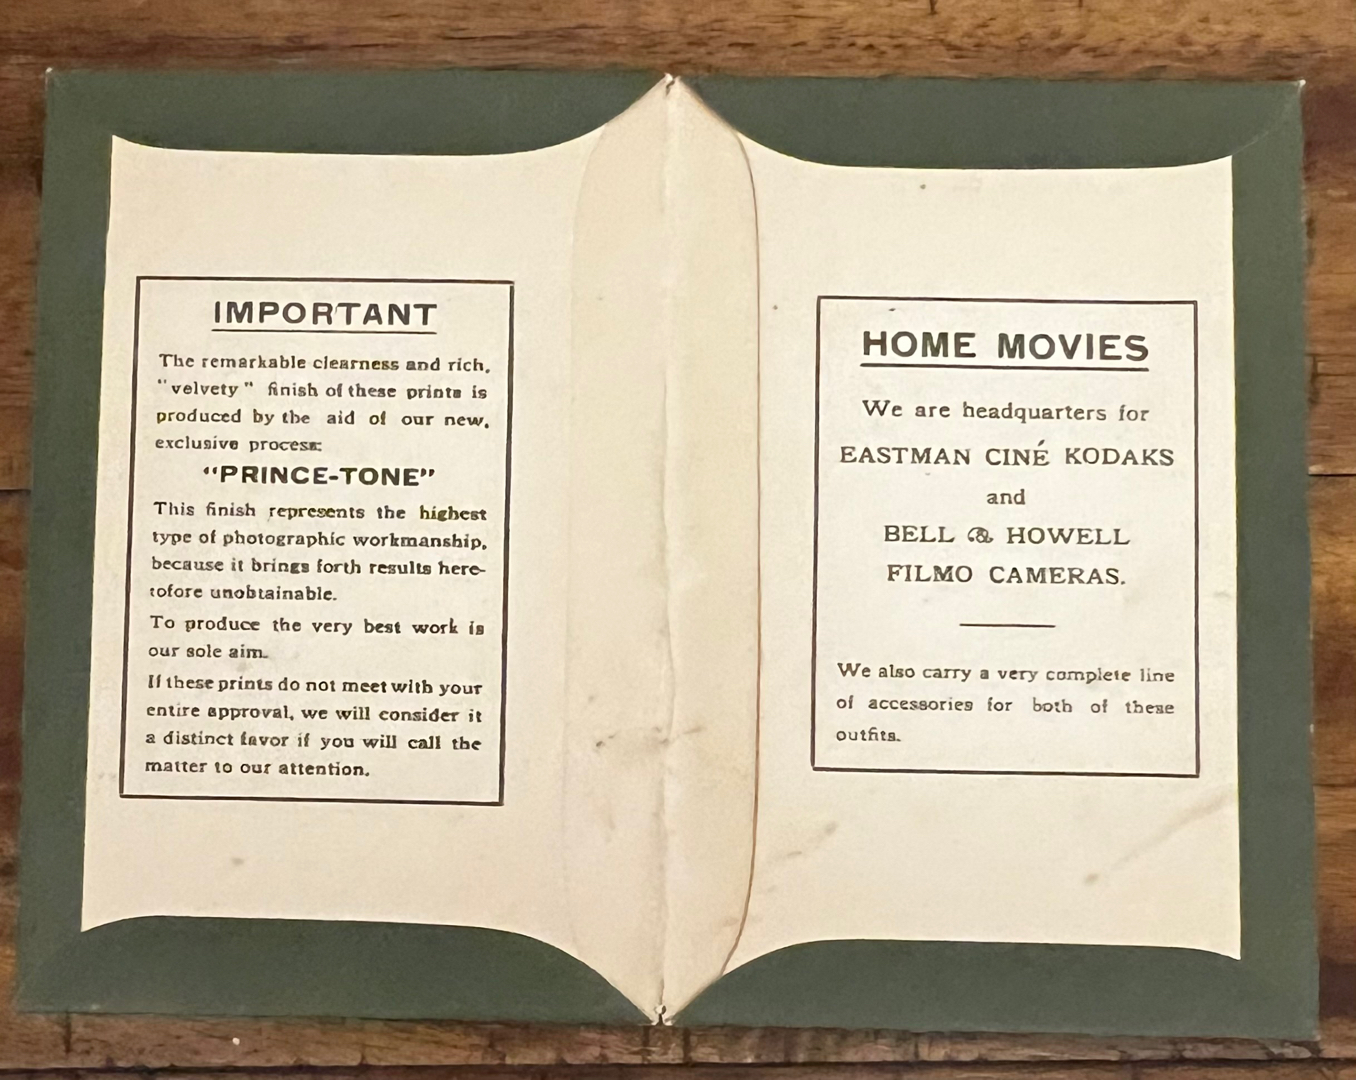 IMPORTANT
The remarkable clearness and rich,
"velvety" finish of these prints is
produced by the aid of our new,
exclusive process:
"PRINCE-TONE"
This finish represents the highest
type of photographic workmanship,
because it brings forth results here-
tofore unobtainable.
To produce the very best work is
our sole aim.
If these prints do not meet with your
entire approval, we will consider it
a distinct favor if you will call the
matter to our attention.
HOME MOVIES
We are headquarters for
EASTMAN CINÉ KODAKS
and
BELL & HOWELL
FILMO CAMERAS.
We also carry a very complete line
of accessories for both of these
outfits.